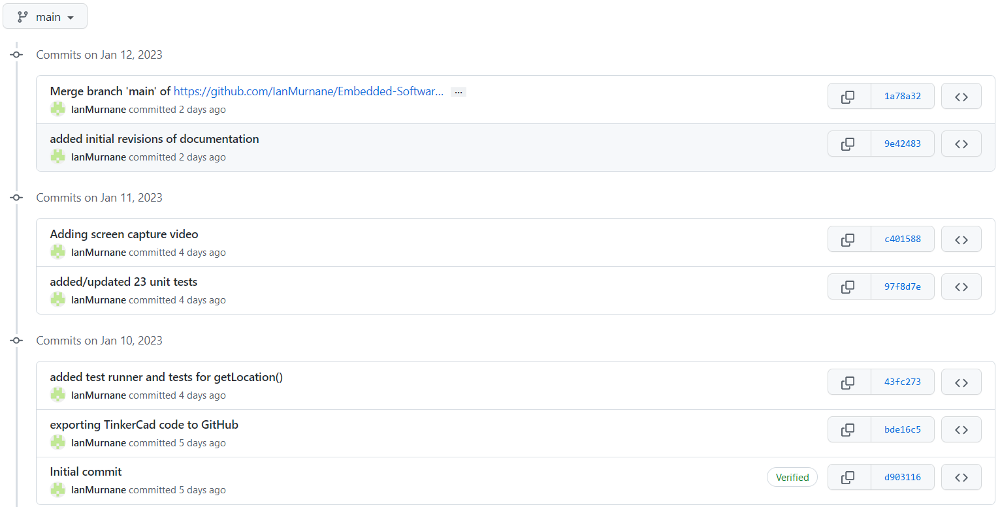 main
Commits on Jan 12, 2023
Merge branch 'main' of https://github.com/IanMurnane/Embedded-Softwar... ...
1a78a32
IanMurnane committed 2 days ago
added initial revisions of documentation
9e42483
IanMurnane committed 2 days ago
Commits on Jan 11, 2023
Adding screen capture video
c401588
IanMurnane committed 4 days ago
added/updated 23 unit tests
97f8d7e
IanMurnane committed 4 days ago
Commits on Jan 10, 2023
added test runner and tests for getLocation()
43fc273
IanMurnane committed 4 days ago
exporting TinkerCad code to GitHub
bde16c5
IanMurnane committed 5 days ago
Initial commit
Verified d903116
IanMurnane committed 5 days ago